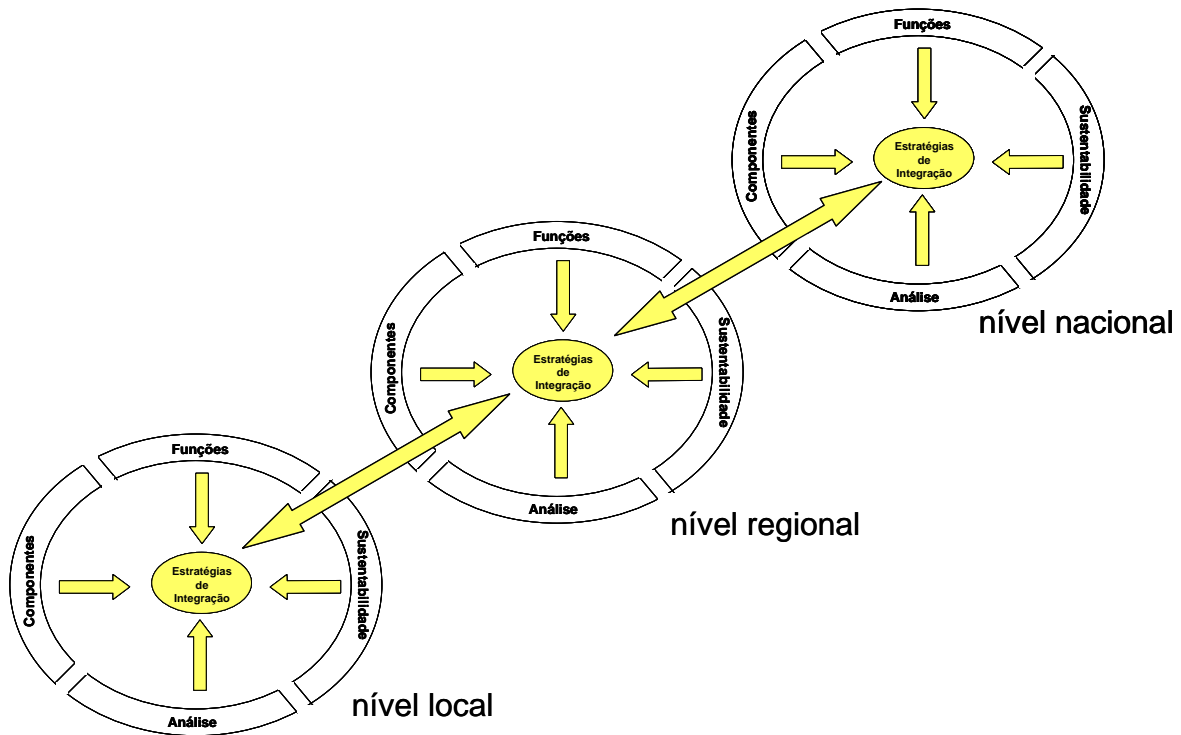 Funções
Componentes
Estratégias
de
Integração
Sustentabilidade
Análise
nível nacional
Funções
Componentes
Estratégias
de
Integração
Sustentabilidade
Análise
nível regional
Funções
Componentes
Estratégias
de
Integração
Sustentabilidade
Análise
nível local